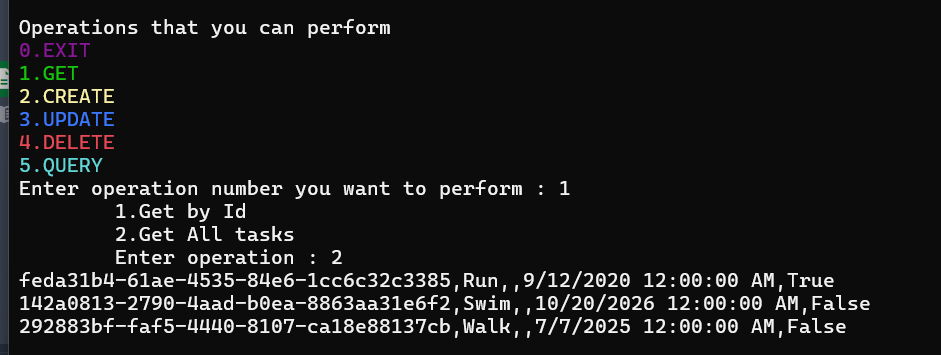 Operations that you can perform
0.EXIT
1.GET
2.CREATE
3.UPDATE
4.DELETE
5.QUERY
Enter operation number you want to perform : 1
1.Get by Id
2.Get All tasks
Enter operation : 2
feda31b4-61ae-4535-84e6-1cc6c32c3385,Run,,9/12/2020 12:00:00 AM,True
142a0813-2790-4aad-b0ea-8863aa31e6f2,Swim,,10/20/2026 12:00:00 AM,False
292883bf-faf5-4440-8107-ca18e88137cb,Walk,,7/7/2025 12:00:00 AM,False